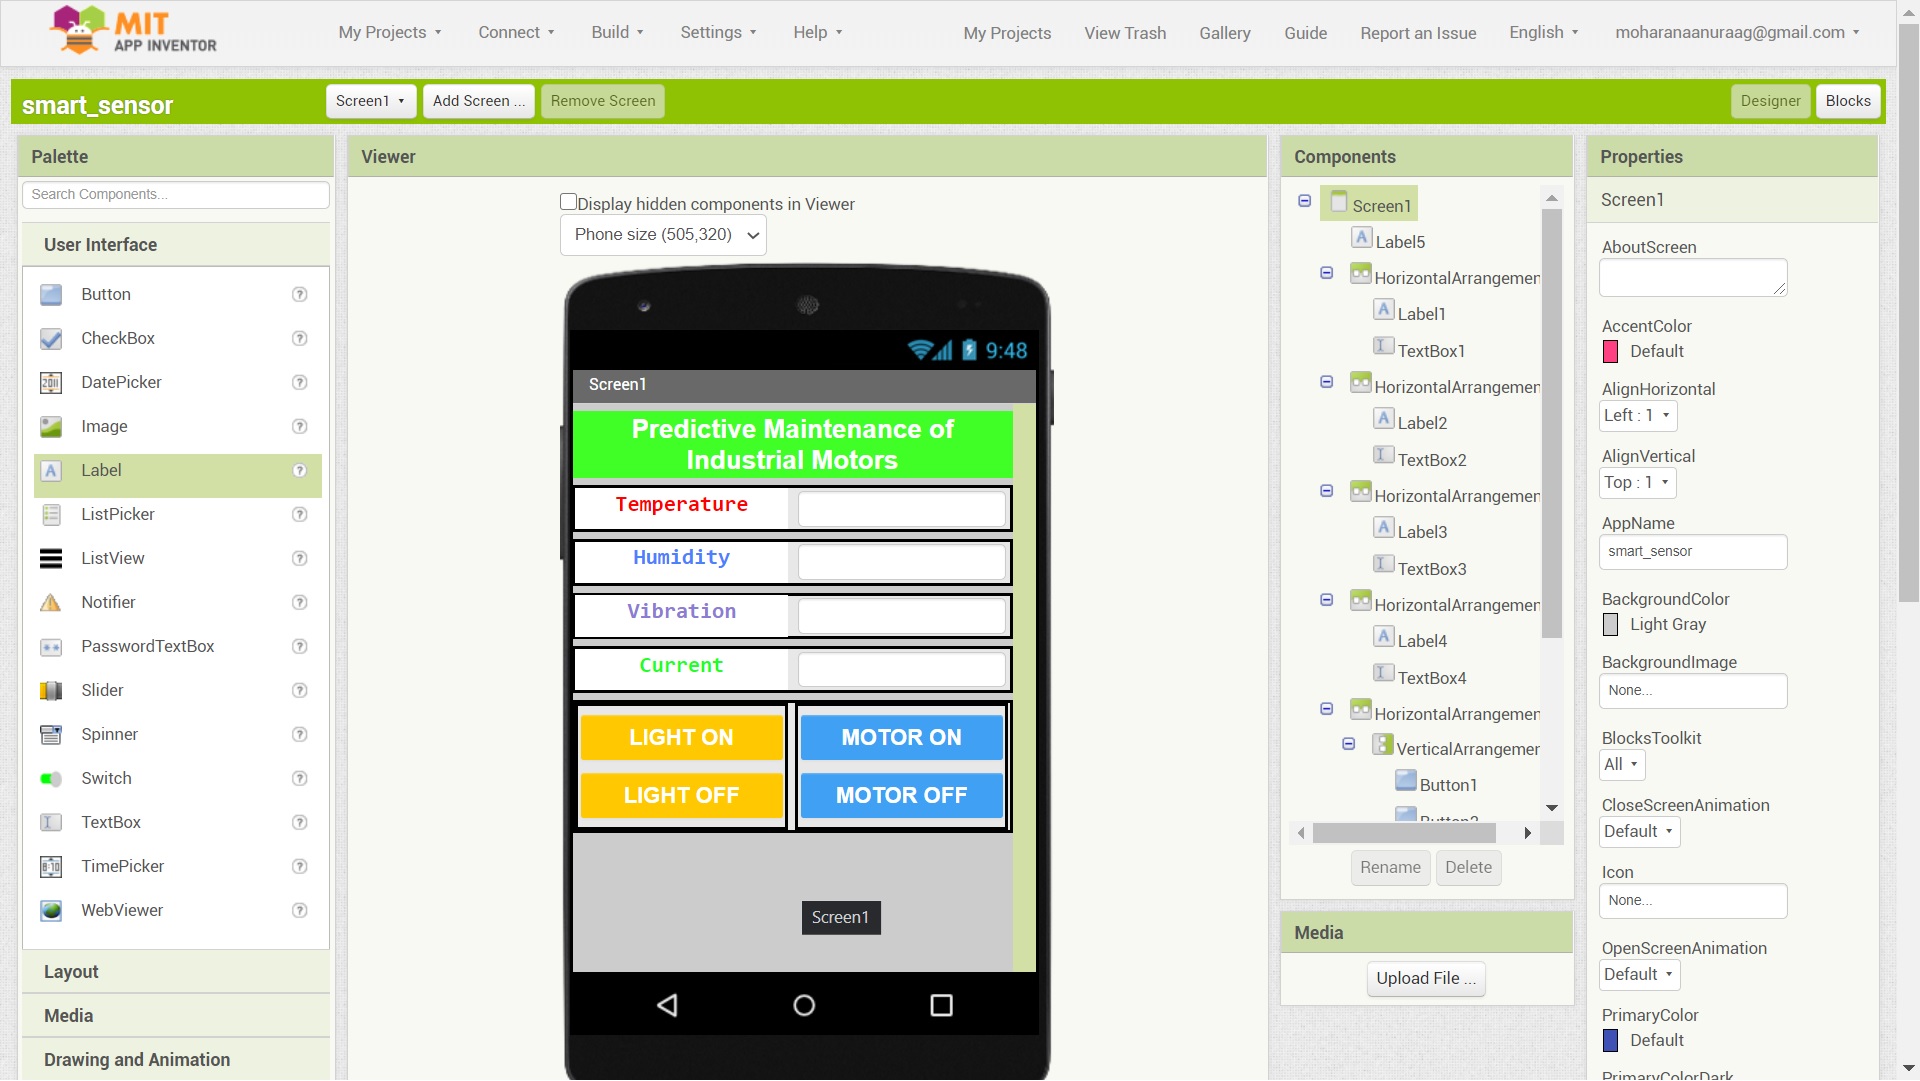 MIT
APP INVENTOR
My Projects
Connect
Build
Settings
Help
My Projects
View Trash
Gallery
Guide
Report an Issue
English
moharanaanuraag@gmail.com
smart_sensor
Screen1
Add Screen ...
Remove Screen
Designer
Blocks
Palette
Search Components...
User Interface
Button
CheckBox
DatePicker
Image
Label
ListPicker
ListView
Notifier
PasswordTextBox
Slider
Spinner
Switch
TextBox
TimePicker
WebViewer
Layout
Media
Drawing and Animation
Viewer
Display hidden components in Viewer
Phone size (505,320)
9:48
Screen1
Predictive Maintenance of
Industrial Motors
Temperature
Humidity
Vibration
Current
LIGHT ON
MOTOR ON
LIGHT OFF
MOTOR OFF
Screen1
Components
Screen1
Label5
HorizontalArrangemen
Label1
TextBox1
HorizontalArrangemen
Label2
TextBox2
HorizontalArrangemen
Label3
TextBox3
HorizontalArrangemen
Label4
TextBox4
HorizontalArrangemen
VerticalArrangemen
Button1
Button2
Rename
Delete
Media
Upload File ...
Properties
Screen1
AboutScreen
AccentColor
Default
AlignHorizontal
Left : 1
AlignVertical
Top : 1
AppName
smart_sensor
BackgroundColor
Light Gray
BackgroundImage
None...
BlocksToolkit
All
CloseScreenAnimation
Default
Icon
None...
OpenScreenAnimation
Default
PrimaryColor
Default
PrimaryColorDark